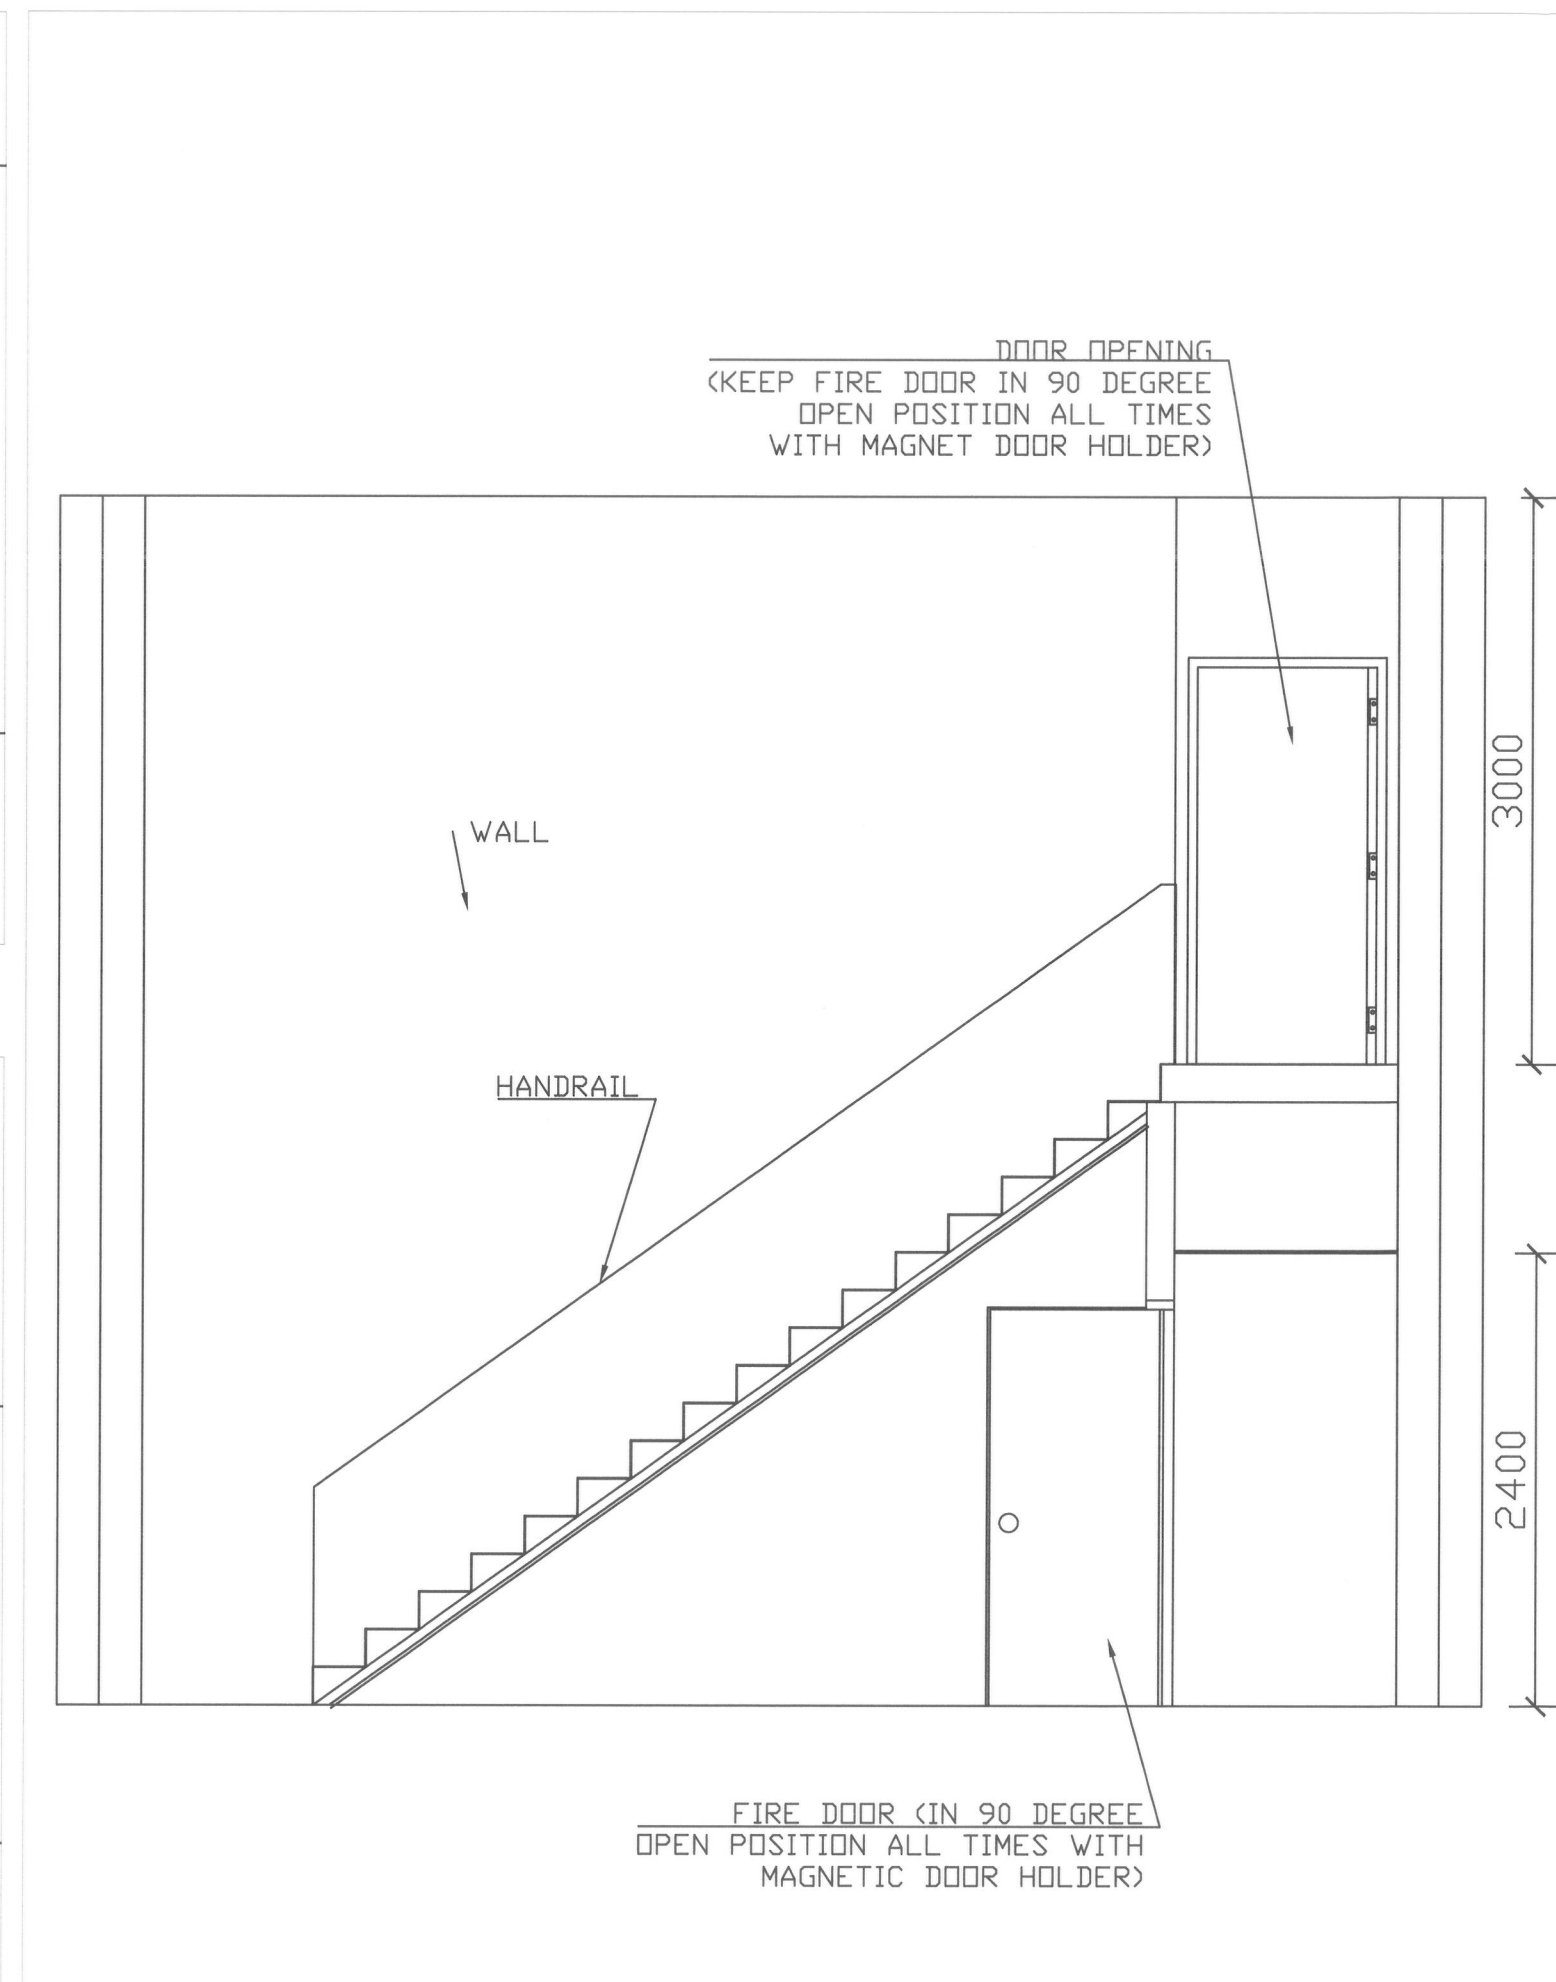 DOOR OPENING
(KEEP FIRE DOOR IN 90 DEGREE
OPEN POSITION ALL TIMES
WITH MAGNET DOOR HOLDER)
3000
WALL
HANDRAIL
2400
FIRE DOOR (IN 90 DEGREE
OPEN POSITION ALL TIMES WITH
MAGNETIC DOOR HOLDER)